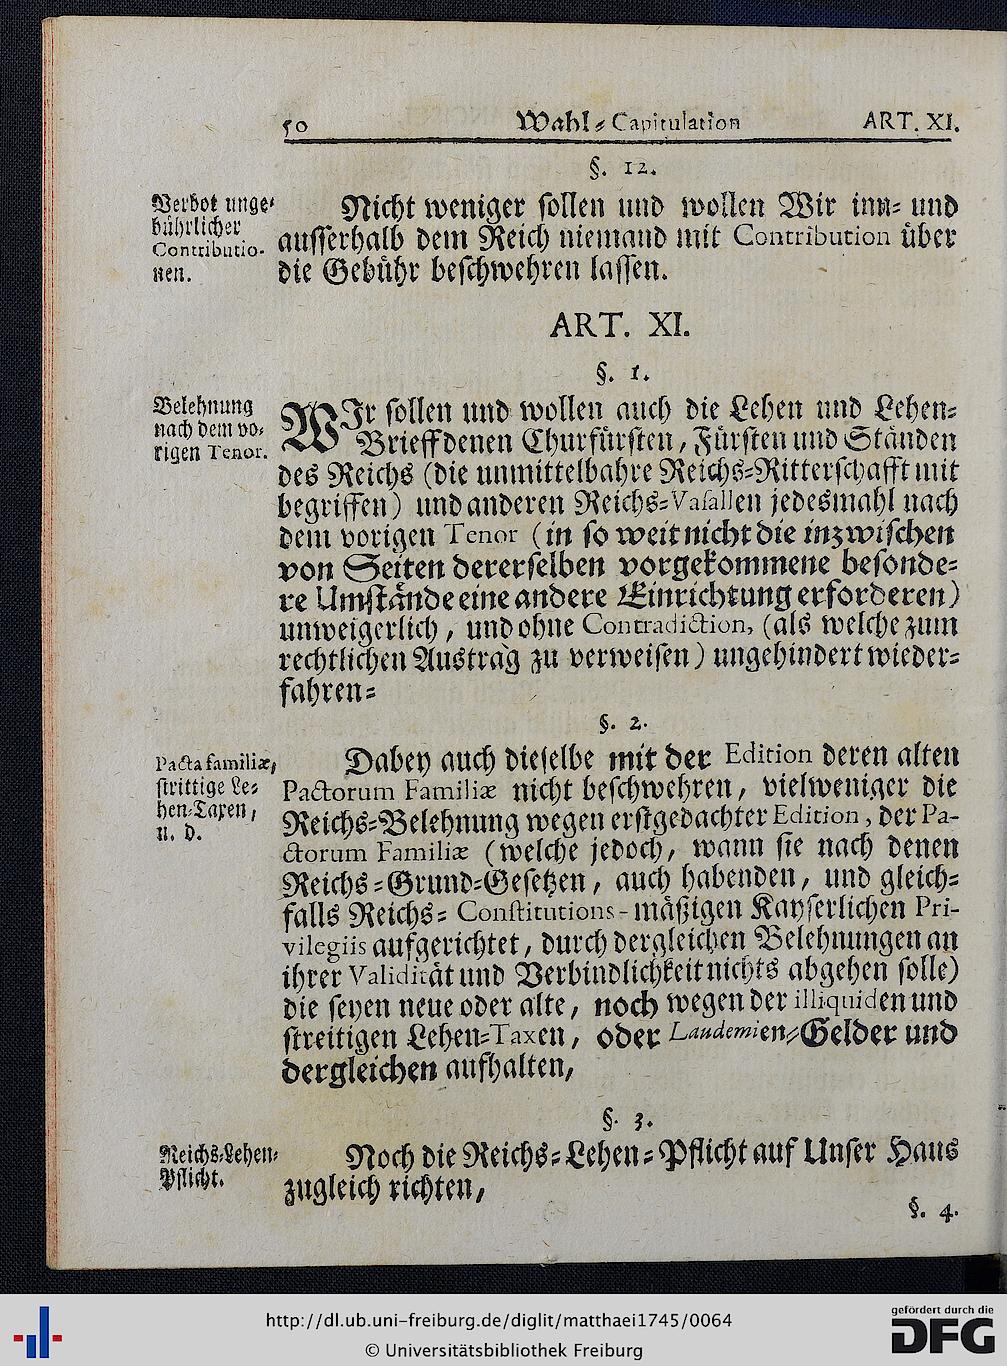 50 Wahl-Capitulation ART. XI.
§. 12.
Verbot unge-
bührlicher
Contributio-
nen.
Nicht weniger sollen und wollen Wir inn- und
ausserhalb dem Reich niemand mit Contribution über
die Gebühr beschwehren lassen.
ART. XI.
§. 1.
Belehnung
nach dem vo-
rigen Tenor.
WIr sollen und wollen auch die Lehen und Lehen-
Brieff denen Churfürsten, Fürsten und Ständen
des Reichs (die unmittelbahre Reichs-Ritterschafft mit
begriffen) und anderen Reichs-Vasallen jedesmahl nach
dem vorigen Tenor (in so weit nicht die inzwischen
von Seiten dererselben vorgekommene besonde-
re Umstände eine andere Einrichtung erforderen)
unweigerlich, und ohne Contradiction, (als welche zum
rechtlichen Austrag zu verweisen) ungehindert wieder-
fahren-
§. 2.
Pacta familiæ,
strittige Le-
hen-Taxen,
u. d.
Dabey auch dieselbe mit der Edition deren alten
Pactorum Familiæ nicht beschwehren, vielweniger die
Reichs-Belehnung wegen erstgedachter Edition, der Pa-
ctorum Familiæ (welche jedoch, wann sie nach denen
Reichs-Grund-Gesetzen, auch habenden, und gleich-
falls Reichs-Constitutions-mäßigen Kayserlichen Pri-
vilegiis aufgerichtet, durch dergleichen Belehnungen an
ihrer Validität und Verbindlichkeit nichts abgehen solle)
die seyen neue oder alte, noch wegen der illiquiden und
streitigen Lehen-Taxen, oder Laudemien-Gelder und
dergleichen aufhalten,
§. 3.
Reichs-Lehen-
Pflicht.
Noch die Reichs-Lehen-Pflicht auf Unser Haus
zugleich richten,
§. 4.
http://dl.ub.uni-freiburg.de/diglit/matthaei1745/0064
© Universitätsbibliothek Freiburg
gefördert durch die
DFG